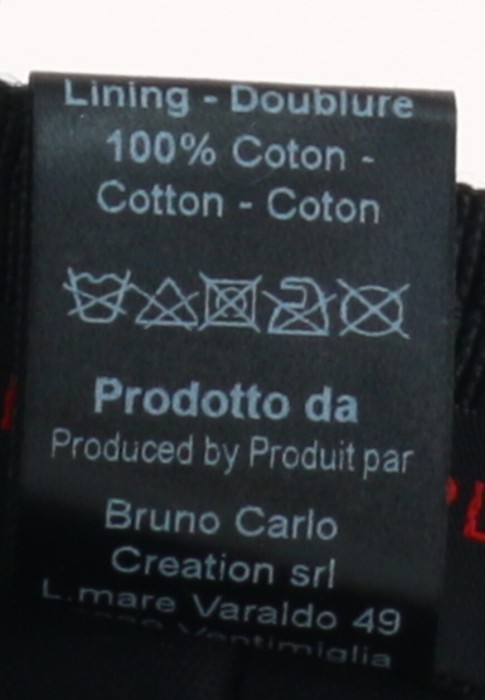 Lining - Doublure
100% Coton -
Cotton - Coton
Prodotto da
Produced by Produit par
Bruno Carlo
Creation srl
L.mare Varaldo 49
Ventimiglia